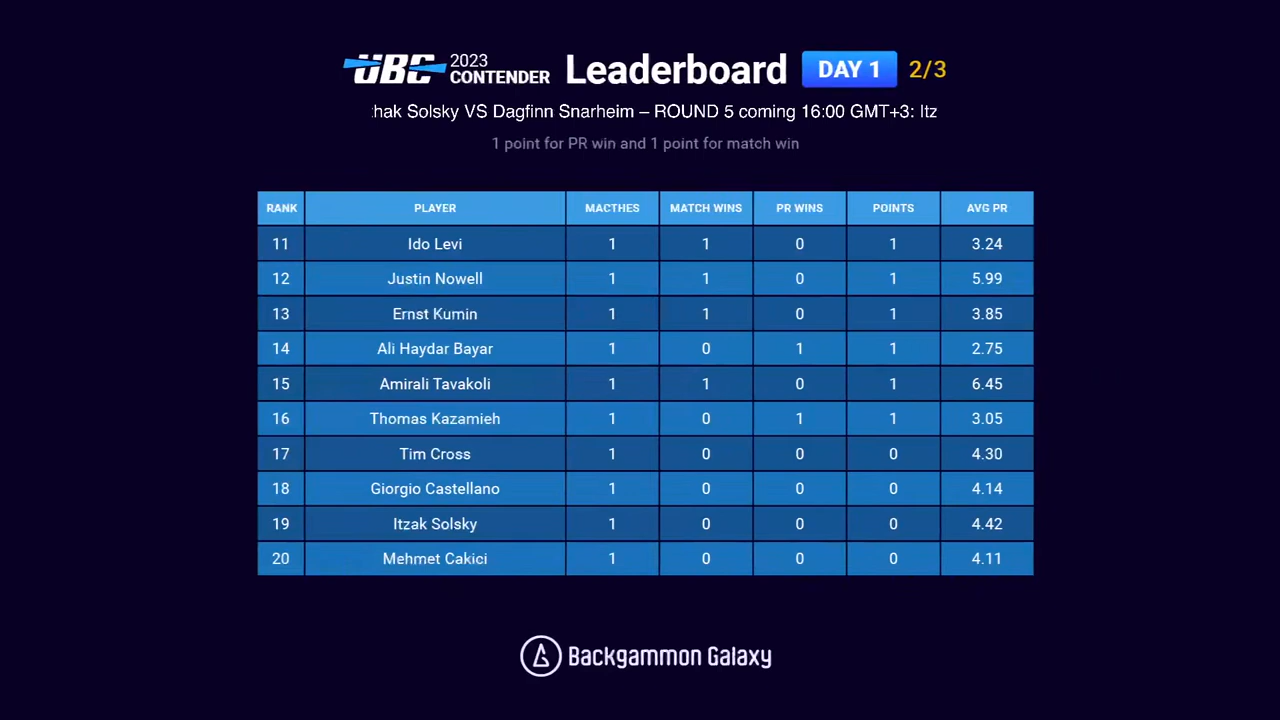 UBC 2023 CONTENDER Leaderboard DAY 1 2/3
:hak Solsky VS Dagfinn Snarheim – ROUND 5 coming 16:00 GMT+3: Itz
1 point for PR win and 1 point for match win
RANK PLAYER MACTHES MATCH WINS PR WINS POINTS AVG PR
11 Ido Levi 1 1 0 1 3.24
12 Justin Nowell 1 1 0 1 5.99
13 Ernst Kumin 1 1 0 1 3.85
14 Ali Haydar Bayar 1 0 1 1 2.75
15 Amirali Tavakoli 1 1 0 1 6.45
16 Thomas Kazamieh 1 0 1 1 3.05
17 Tim Cross 1 0 0 0 4.30
18 Giorgio Castellano 1 0 0 0 4.14
19 Itzak Solsky 1 0 0 0 4.42
20 Mehmet Cakici 1 0 0 0 4.11
Backgammon Galaxy